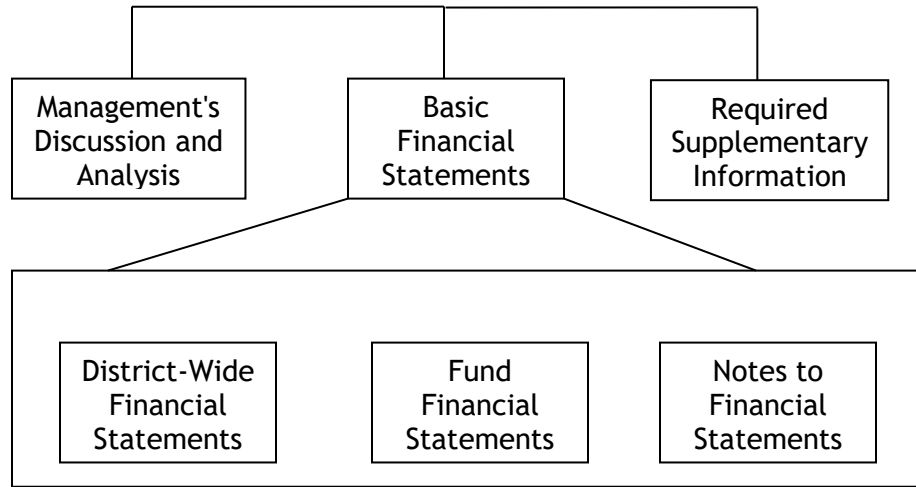 Management's
Discussion and
Analysis
Basic
Financial
Statements
Required
Supplementary
Information
District-Wide
Financial
Statements
Fund
Financial
Statements
Notes to
Financial
Statements